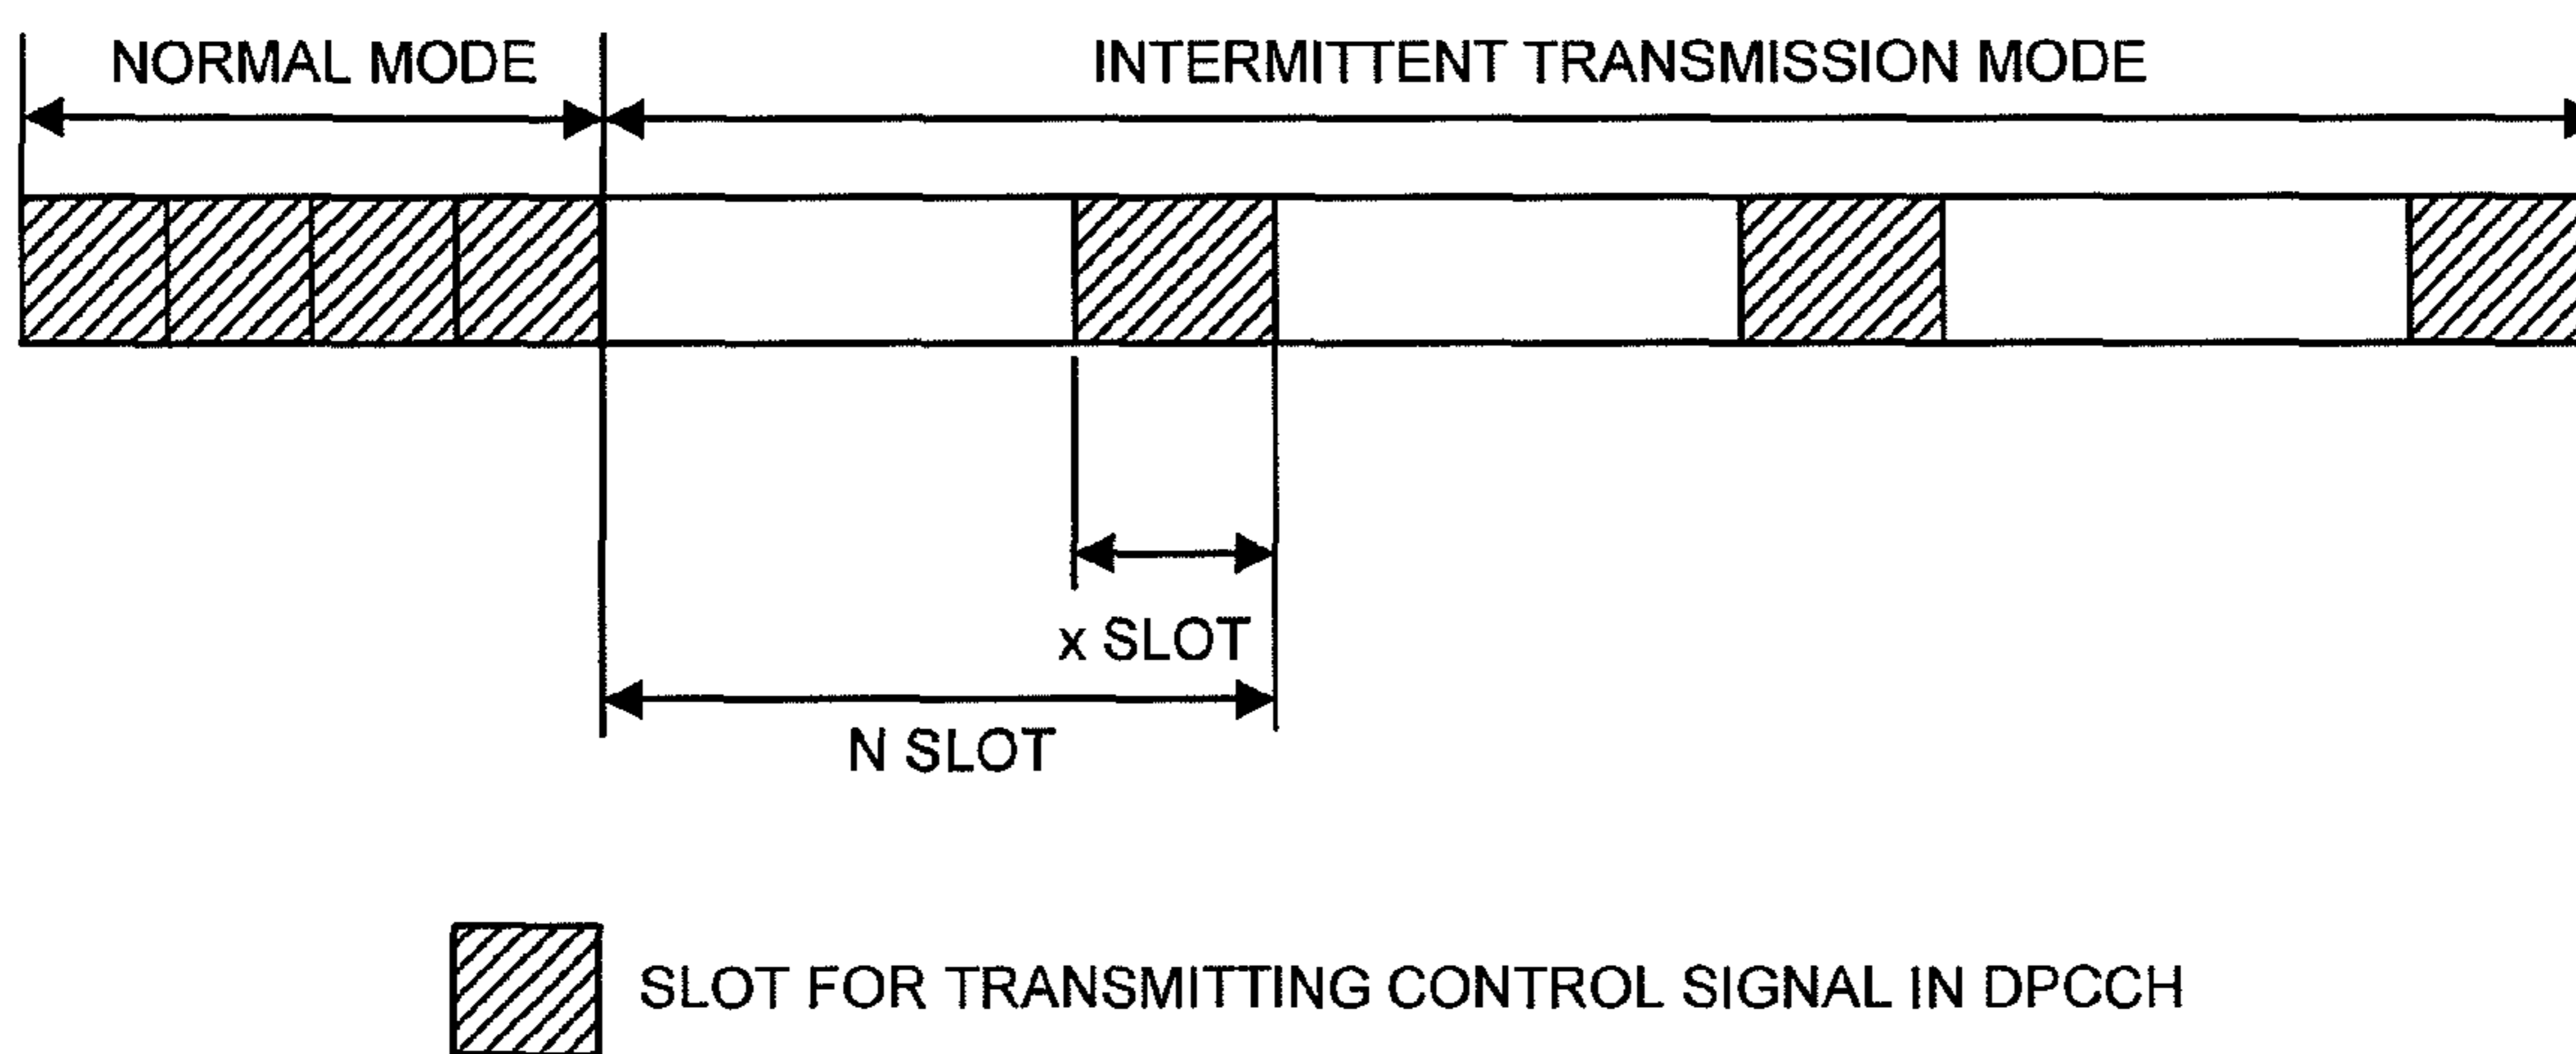 NORMAL MODE
INTERMITTENT TRANSMISSION MODE
x SLOT
N SLOT
SLOT FOR TRANSMITTING CONTROL SIGNAL IN DPCCH